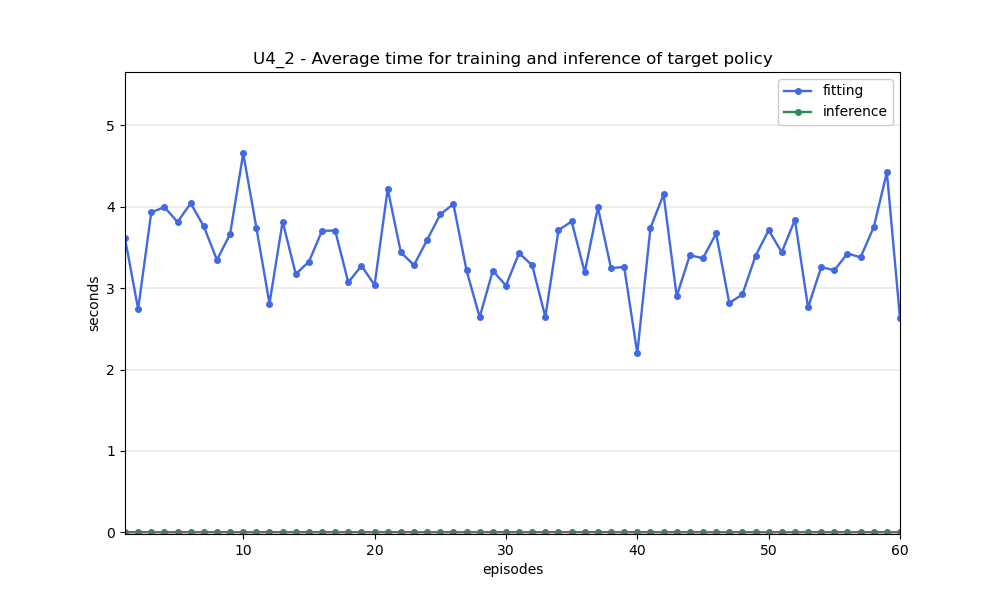 U4_2 - Average time for training and inference of target policy
fitting
inference
seconds
5
4
3
2
1
0
10 20 30 40 50 60
episodes